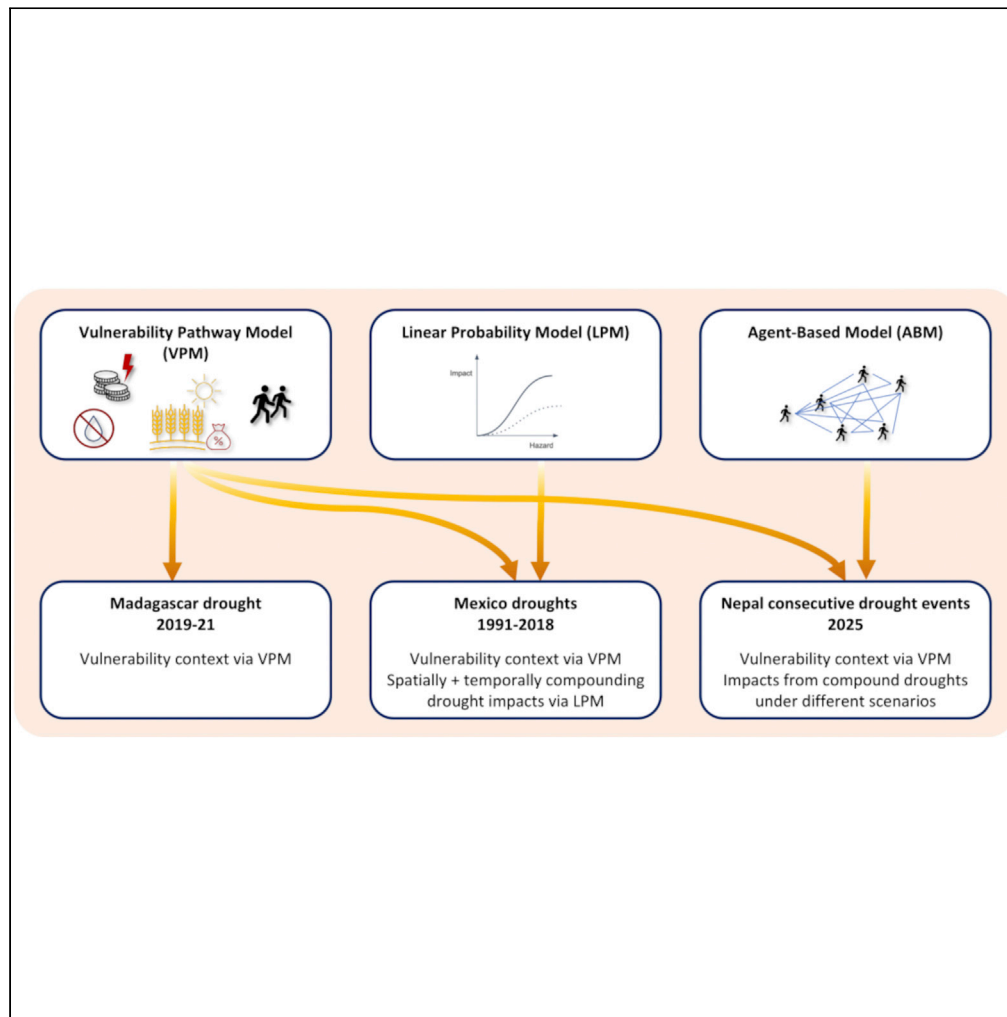 Vulnerability Pathway Model
(VPM)
%
Linear Probability Model (LPM)
Impact
Hazard
Agent-Based Model (ABM)
Madagascar drought
2019-21
Vulnerability context via VPM
Mexico droughts
1991-2018
Vulnerability context via VPM
Spatially + temporally compounding
drought impacts via LPM
Nepal consecutive drought events
2025
Vulnerability context via VPM
Impacts from compound droughts
under different scenarios